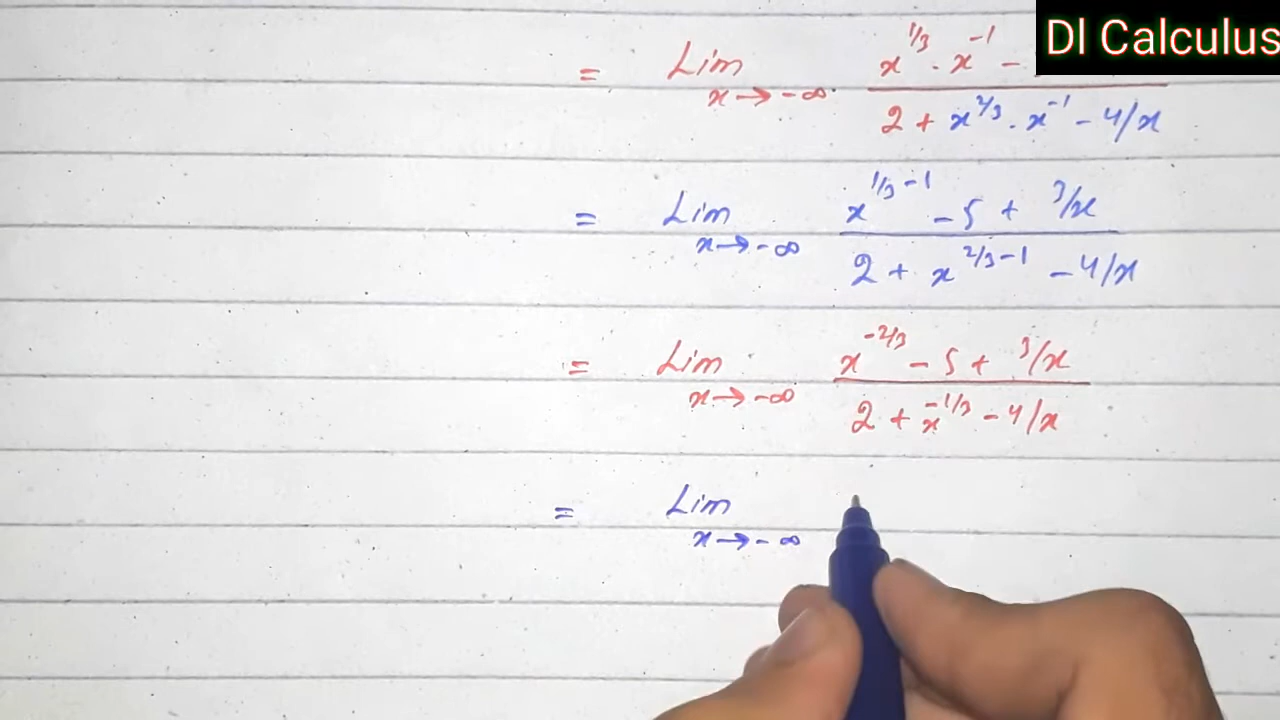 DI Calculus
= Lim x→-∞ x^1/3 . x^-1 -
2 + x^2/3 . x^-1 - 4/x
= Lim x→-∞ x^1/3-1 - 5 + 3/x
2 + x^2/3-1 - 4/x
= Lim x→-∞ x^-2/3 - 5 + 3/x
2 + x^-1/3 - 4/x
= Lim x→-∞